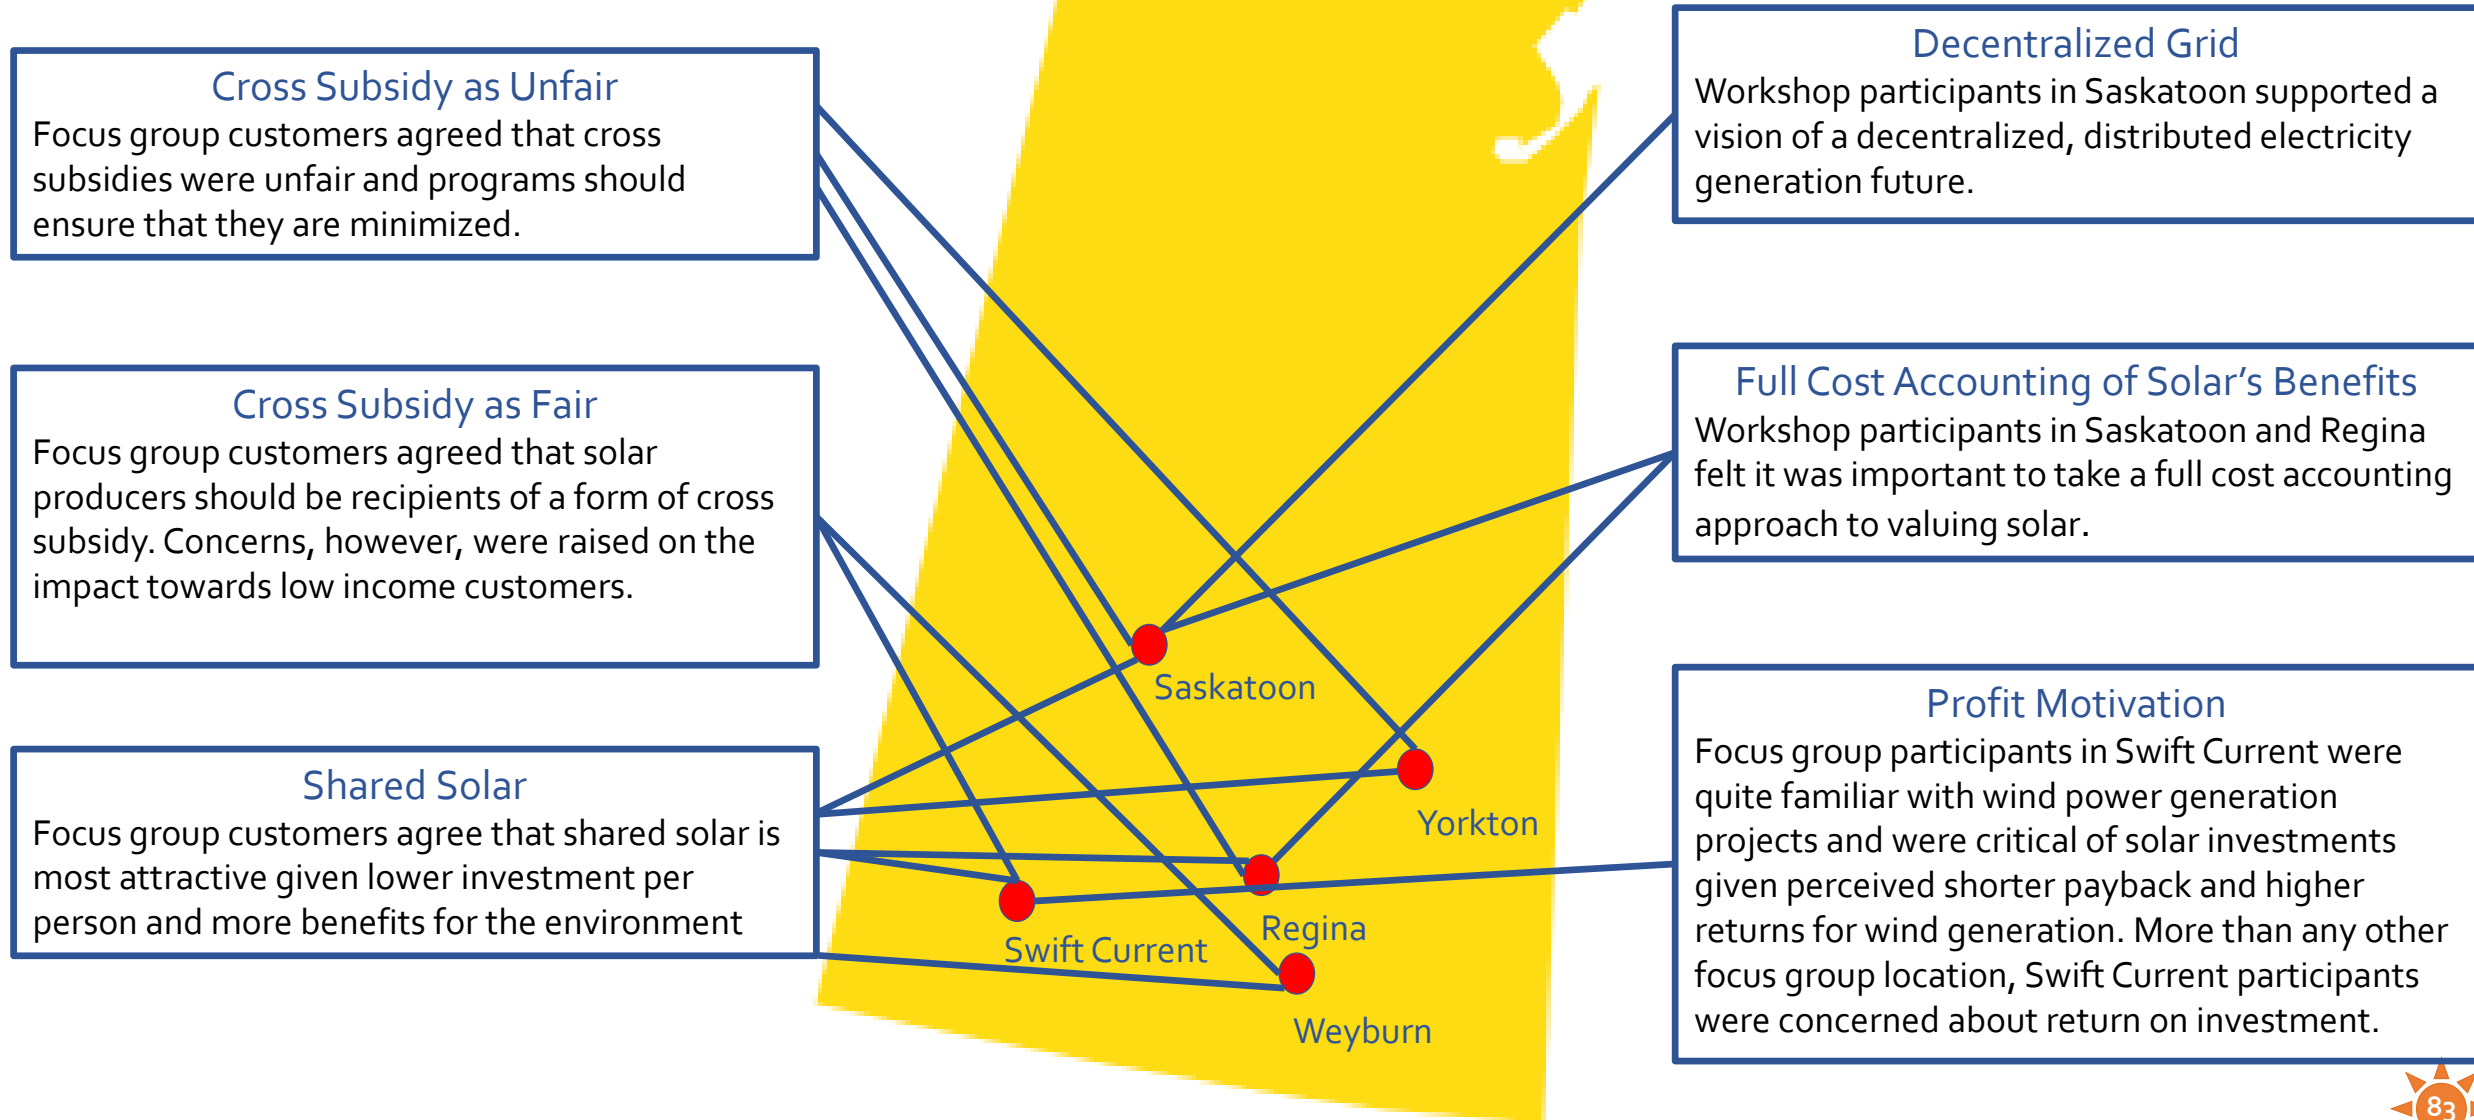 Cross Subsidy as Unfair
Focus group customers agreed that cross
subsidies were unfair and programs should
ensure that they are minimized.
Cross Subsidy as Fair
Focus group customers agreed that solar
producers should be recipients of a form of cross
subsidy. Concerns, however, were raised on the
impact towards low income customers.
Shared Solar
Focus group customers agree that shared solar is
most attractive given lower investment per
person and more benefits for the environment
Saskatoon
Yorkton
Regina
Swift Current
Weyburn
Decentralized Grid
Workshop participants in Saskatoon supported a
vision of a decentralized, distributed electricity
generation future.
Full Cost Accounting of Solar’s Benefits
Workshop participants in Saskatoon and Regina
felt it was important to take a full cost accounting
approach to valuing solar.
Profit Motivation
Focus group participants in Swift Current were
quite familiar with wind power generation
projects and were critical of solar investments
given perceived shorter payback and higher
returns for wind generation. More than any other
focus group location, Swift Current participants
were concerned about return on investment.
83